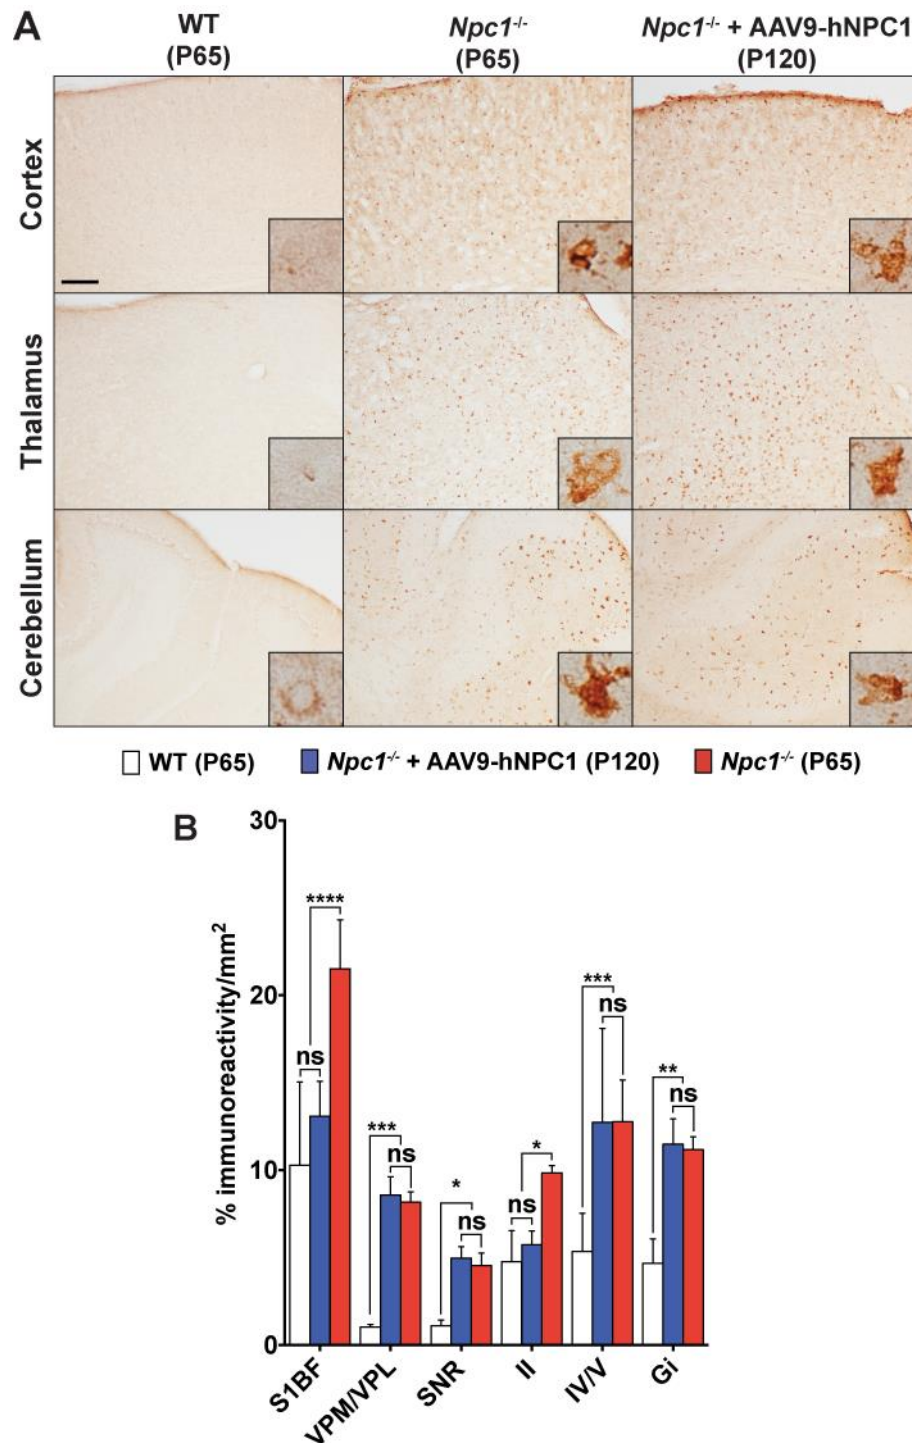 A
WT
(P65)
Npc1-/-
(P65)
Npc1-/- + AAV9-hNPC1
(P120)
Cortex
Thalamus
Cerebellum
WT (P65)
Npc1-/- + AAV9-hNPC1 (P120)
Npc1-/- (P65)
B
% immunoreactivity/mm2
30
20
10
0
****
ns
***
ns
*
ns
*
ns
***
ns
**
ns
S1BF
VPM/VPL
SNR
II
IV/V
Gi